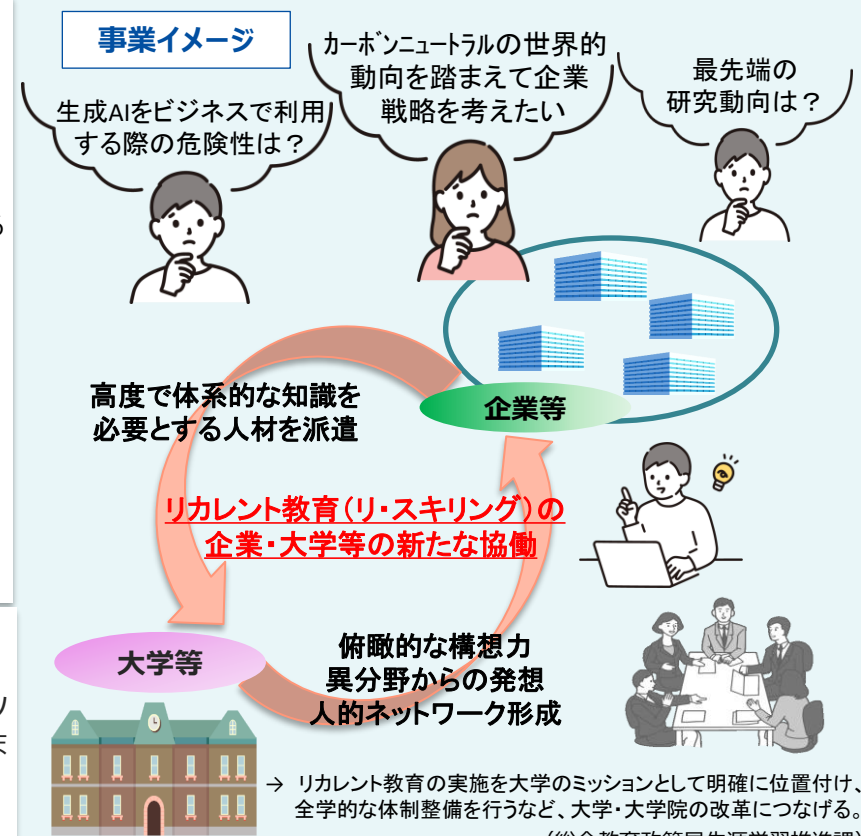 事業イメージ
カーボンニュートラルの世界的
動向を踏まえて企業
戦略を考えたい
最先端の
研究動向は？
生成AIをビジネスで利用
する際の危険性は？
高度で体系的な知識を
必要とする人材を派遣
企業等
リカレント教育（リ・スキリング）の
企業・大学等の新たな協働
大学等
俯瞰的な構想力
異分野からの発想
人的ネットワーク形成
→ リカレント教育の実施を大学のミッションとして明確に位置付け、
全学的な体制整備を行うなど、大学・大学院の改革につなげる。